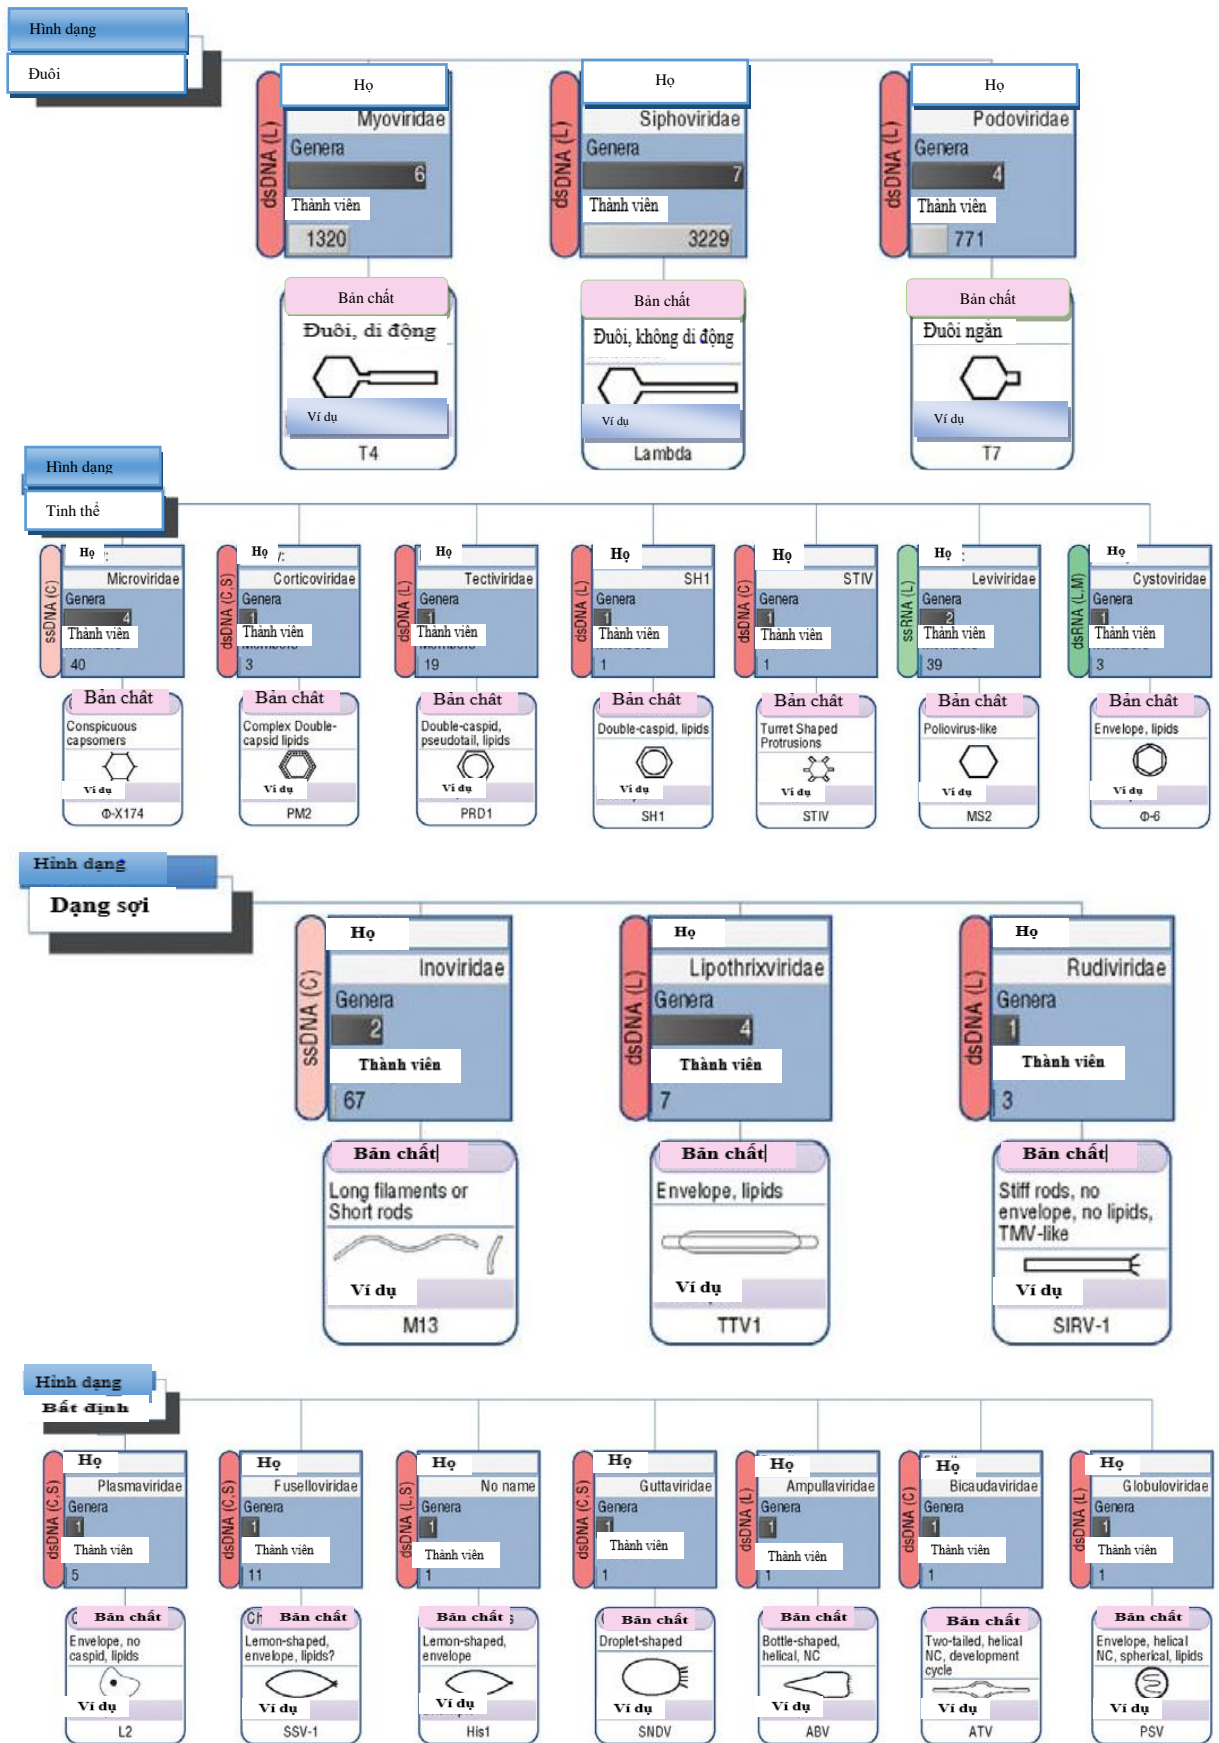 Hình dạng
Đuôi
Họ
Myoviridae
dsDNA (L)
Genera
6
Thành viên
1320
Bản chất
Đuôi, di động
Ví dụ
T4
Họ
Siphoviridae
dsDNA (L)
Genera
7
Thành viên
3229
Bản chất
Đuôi, không di động
Ví dụ
Lambda
Họ
Podoviridae
dsDNA (L)
Genera
4
Thành viên
771
Bản chất
Đuôi ngắn
Ví dụ
T7
Hình dạng
Tinh thể
Họ
Microviridae
ssDNA (C)
Genera
4
Thành viên
40
Bản chât
Conspicuous
capsomers
Ví dụ
Φ-X174
Họ
Corticoviridae
dsDNA (C,S)
Genera
1
Thành viên
3
Bản chât
Complex Double-
capsid lipids
Ví dụ
PM2
Họ
Tectiviridae
dsDNA (L)
Genera
1
Thành viên
19
Bản chât
Double-caspid,
pseudotail, lipids
Ví dụ
PRD1
Họ
SH1
dsDNA (L)
Genera
1
Thành viên
1
Bản chât
Double-caspid, lipids
Ví dụ
SH1
Họ
STIV
dsDNA (C)
Genera
1
Thành viên
1
Bản chât
Turret Shaped
Protrusions
Ví dụ
STIV
Họ
Leviviridae
ssRNA (L)
Genera
2
Thành viên
39
Bản chât
Poliovirus-like
Ví dụ
MS2
Họ
Cystoviridae
dsRNA (L,M)
Genera
1
Thành viên
3
Bản chât
Envelope, lipids
Ví dụ
Φ-6
Hình dạng
Dạng sợi
Họ
Inoviridae
ssDNA (C)
Genera
2
Thành viên
67
Bãn chất
Long filaments or
Short rods
Ví dụ
M13
Họ
Lipothrixviridae
dsDNA (L)
Genera
4
Thành viên
7
Bãn chất
Envelope, lipids
Ví dụ
TTV1
Họ
Rudiviridae
dsDNA (L)
Genera
1
Thành viên
3
Bãn chất
Stiff rods, no
envelope, no lipids,
TMV-like
Ví dụ
SIRV-1
Hình dạng
Bất định
Họ
Plasmaviridae
dsDNA (C,S)
Genera
1
Thành viên
5
Bãn chất
Envelope, no
caspid, lipids
Ví dụ
L2
Họ
Fuselloviridae
dsDNA (C,S)
Genera
1
Thành viên
11
Bãn chất
Lemon-shaped,
envelope, lipids?
Ví dụ
SSV-1
Họ
No name
dsDNA (L,S)
Genera
1
Thành viên
1
Bãn chất
Lemon-shaped,
envelope
Ví dụ
His1
Họ
Guttaviridae
dsDNA (C,S)
Genera
1
Thành viên
1
Bãn chất
Droplet-shaped
Ví dụ
SNDV
Họ
Ampullaviridae
dsDNA (L)
Genera
1
Thành viên
1
Bãn chất
Bottle-shaped,
helical, NC
Ví dụ
ABV
Họ
Bicaudaviridae
dsDNA (C)
Genera
1
Thành viên
1
Bãn chất
Two-tailed, helical
NC, development
cycle
Ví dụ
ATV
Họ
Globuloviridae
dsDNA (L)
Genera
1
Thành viên
1
Bãn chất
Envelope, helical
NC, spherical, lipids
Ví dụ
PSV